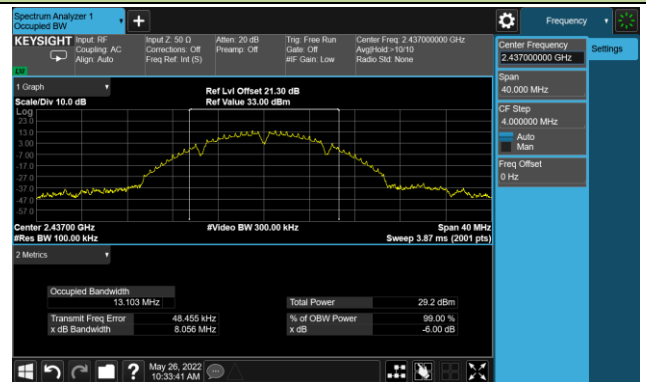 Spectrum Analyzer 1
Occupied BW
Frequency
KEYSIGHT
Input: RF
Coupling: AC
Align: Auto
Input Z: 50 Ω
Corrections: Off
Freq Ref: Int (S)
Atten: 20 dB
Preamp: Off
Trig: Free Run
Gate: Off
#IF Gain: Low
Center Freq: 2.437000000 GHz
Avg|Hold:>10/10
Radio Std: None
1 Graph
Scale/Div 10.0 dB
Ref Lvl Offset 21.30 dB
Ref Value 33.00 dBm
Log
23.0
13.0
3.00
-7.00
-17.0
-27.0
-37.0
-47.0
-57.0
Center 2.43700 GHz
#Res BW 100.00 kHz
#Video BW 300.00 kHz
Span 40 MHz
Sweep 3.87 ms (2001 pts)
2 Metrics
Occupied Bandwidth
13.103 MHz
Transmit Freq Error 48.455 kHz
x dB Bandwidth 8.056 MHz
Total Power 29.2 dBm
% of OBW Power 99.00 %
x dB -6.00 dB
May 26, 2022
10:33:41 AM
Center Frequency
2.437000000 GHz
Span
40.000 MHz
CF Step
4.000000 MHz
Auto
Man
Freq Offset
0 Hz
Settings